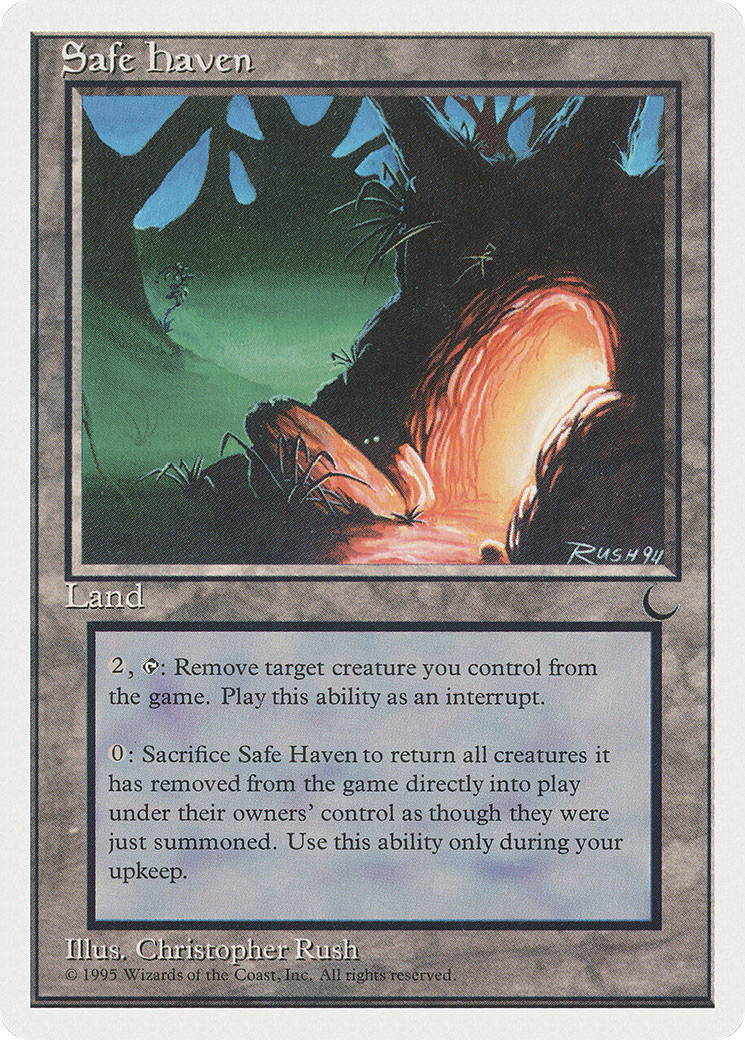 Safe Haven
RUSH 94
Land
2, : Remove target creature you control from
the game. Play this ability as an interrupt.
0: Sacrifice Safe Haven to return all creatures it
has removed from the game directly into play
under their owners' control as though they were
just summoned. Use this ability only during your
upkeep.
Illus. Christopher Rush
© 1995 Wizards of the Coast, Inc. All rights reserved.